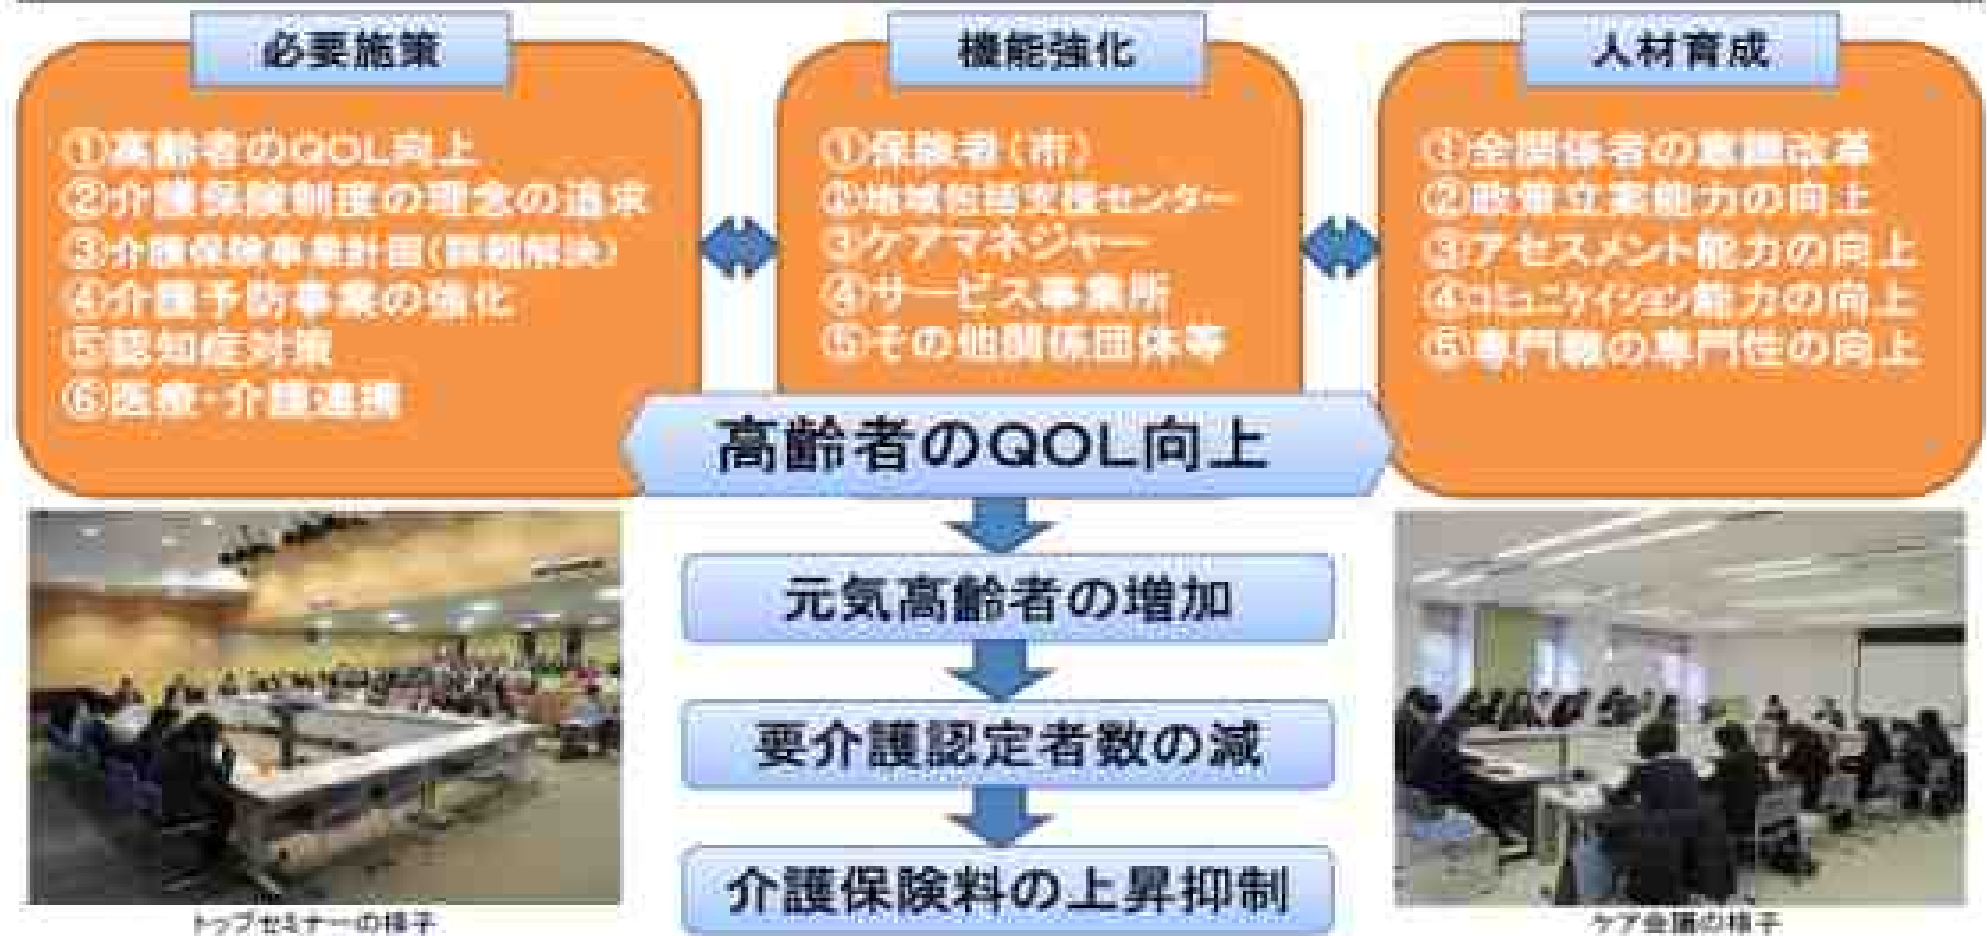 必要施策
①高齢者のQOL向上
②介護保険制度の理念の追求
③介護保険事業計画(課題解決)
④介護予防事業の強化
⑤認知症対策
⑥医療・介護連携
機能強化
①保険者(市)
②地域包括支援センター
③ケアマネジャー
④サービス事業所
⑤その他関係団体等
人材育成
①全関係者の意識改革
②政策立案能力の向上
③アセスメント能力の向上
④コミュニケイション能力の向上
⑤専門職の専門性の向上
高齢者のQOL向上
元気高齢者の増加
要介護認定者数の減
介護保険料の上昇抑制
トップセミナーの様子
ケア会議の様子